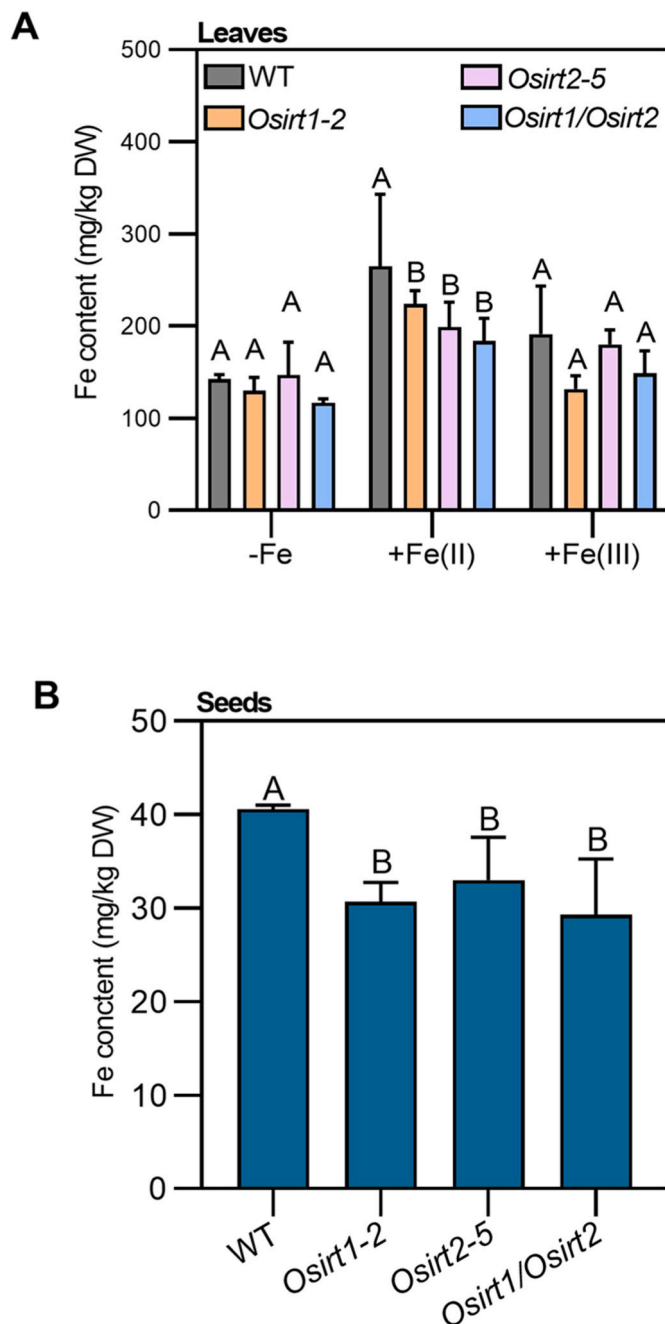 A
Leaves
500
WT
Osirt2-5
Osirt1-2
Osirt1/Osirt2
400
300
200
100
0
Fe content (mg/kg DW)
A A A A
A B B B
A A A A
-Fe +Fe(II) +Fe(III)
B
Seeds
50
40
30
20
10
0
Fe conctent (mg/kg DW)
A B B B
WT Osirt1-2 Osirt2-5 Osirt1/Osirt2